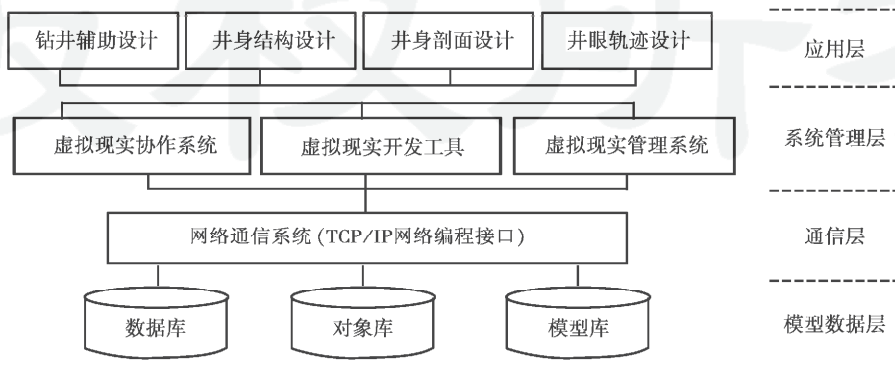 钻井辅助设计 井身结构设计 井身剖面设计 井眼轨迹设计 应用层
虚拟现实协作系统 虚拟现实开发工具 虚拟现实管理系统 系统管理层
网络通信系统(TCP/IP网络编程接口) 通信层
数据库 对象库 模型库 模型数据层